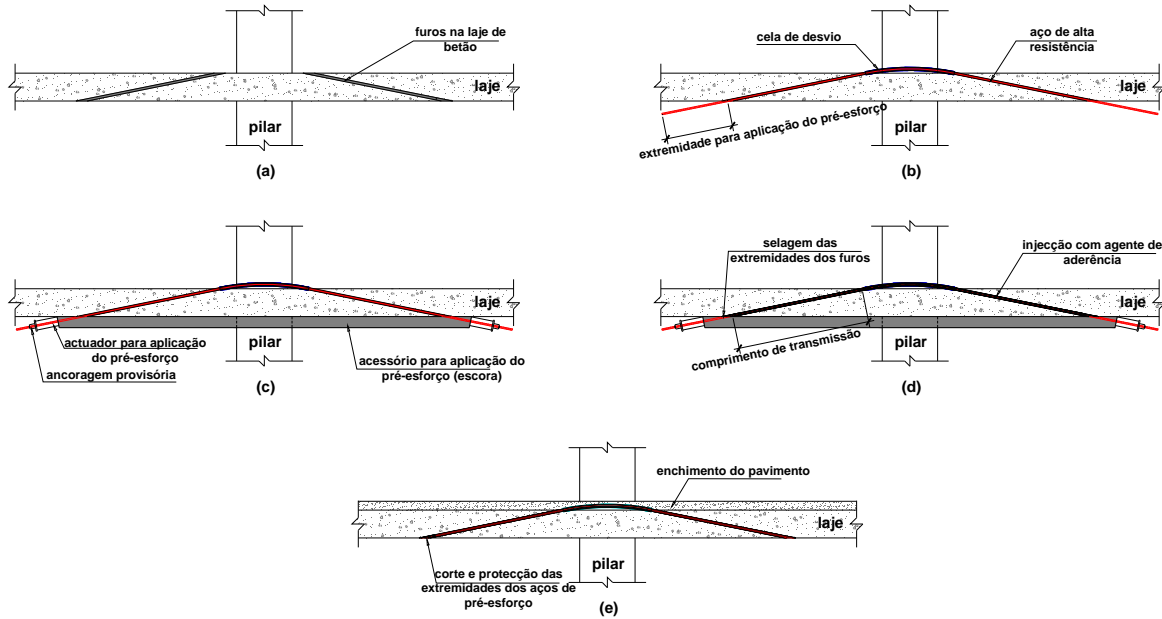 furos na laje de
betão
laje
pilar
(a)
cela de desvio
aço de alta
resistência
laje
extremidade para aplicação do pré-esforço
pilar
(b)
laje
actuador para aplicação
do pré-esforço
ancoragem provisória
pilar
acessório para aplicação do
pré-esforço (escora)
(c)
selagem das
extremidades dos furos
injecção com agente de
aderência
laje
comprimento de transmissão
pilar
(d)
enchimento do pavimento
laje
corte e protecção das
extremidades dos aços de
pré-esforço
pilar
(e)